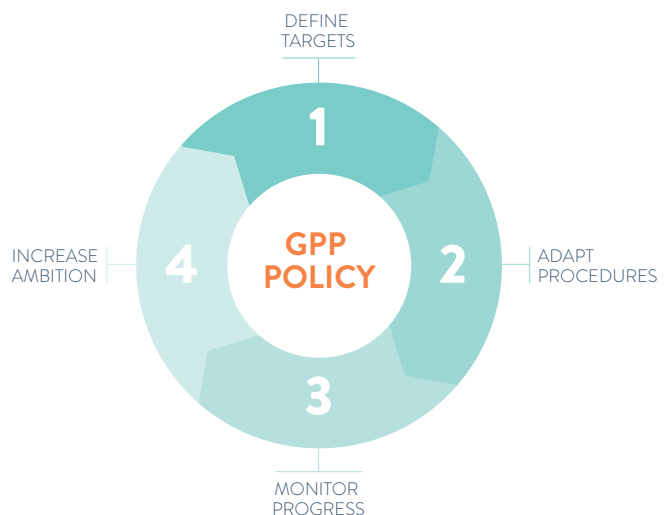 DEFINE
TARGETS
1
GPP
POLICY
2
ADAPT
PROCEDURES
3
MONITOR
PROGRESS
4
INCREASE
AMBITION